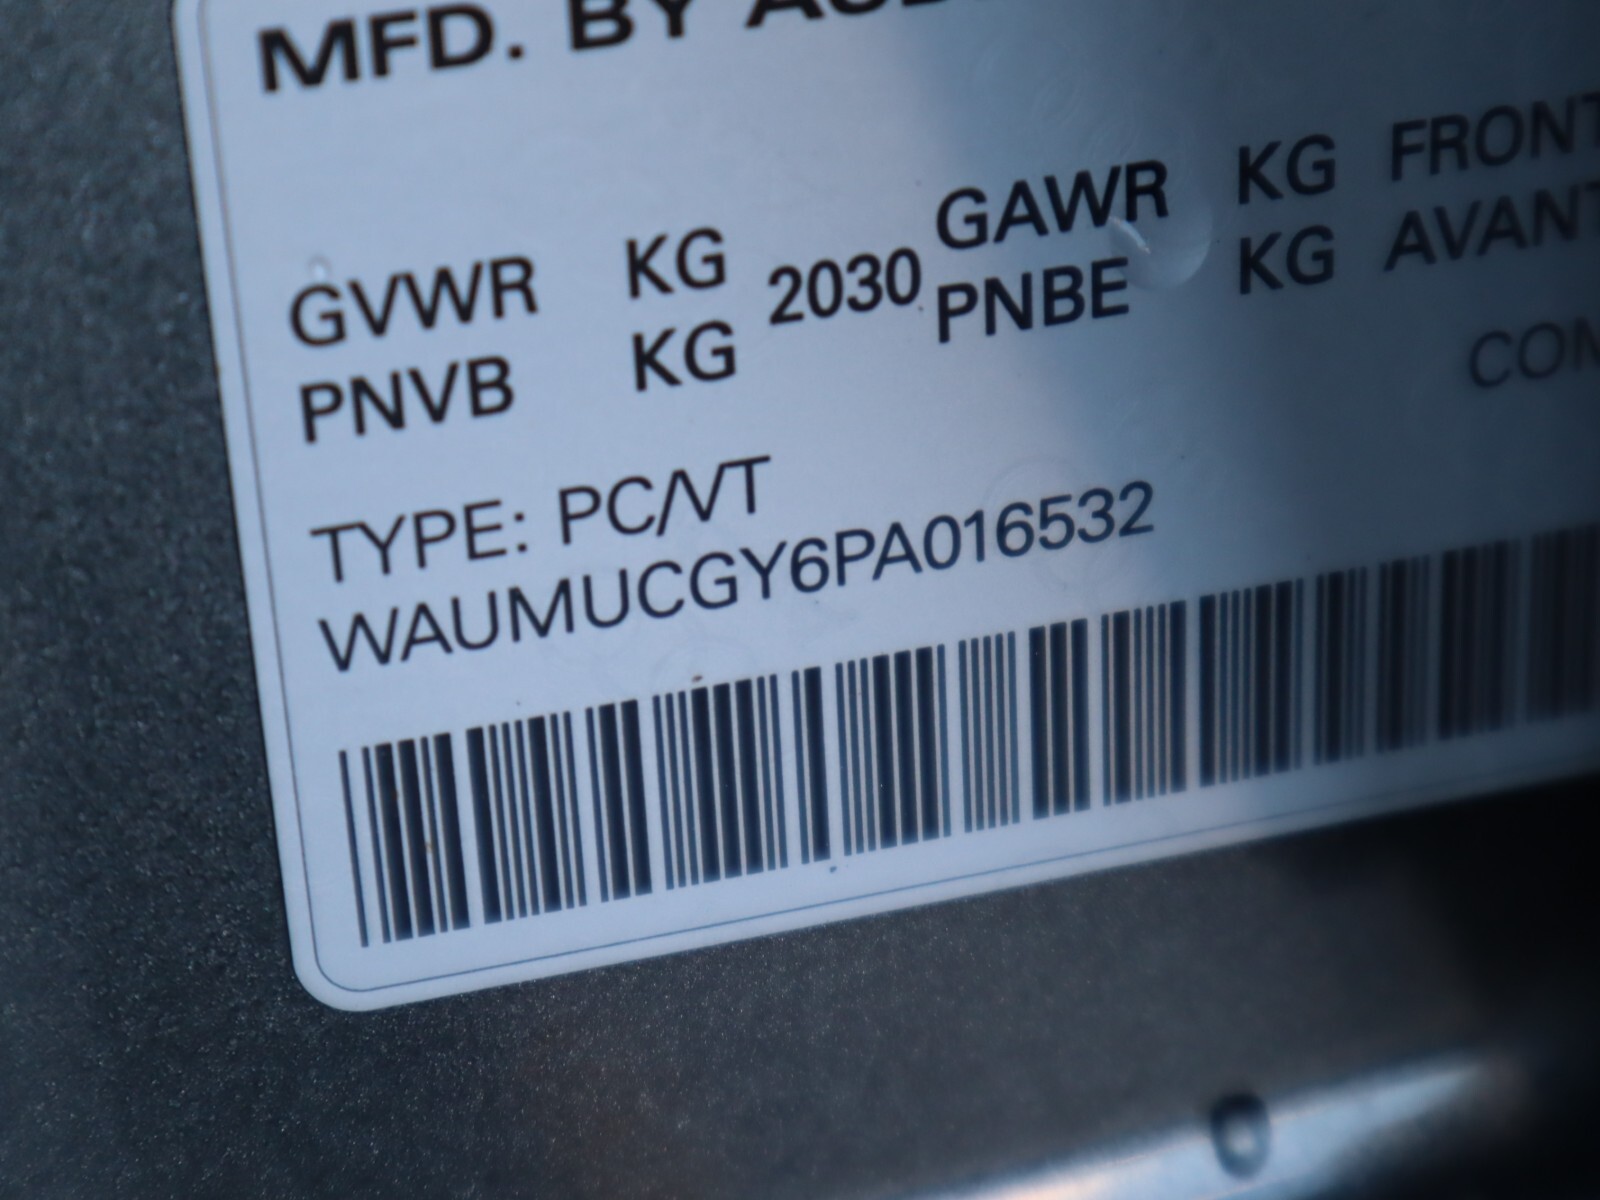 MFD. BY
GVWR KG 2030 GAWR KG FRONT
PNVB KG PNBE KG AVANT
TYPE: PC/VT
WAUMUCGY6PA016532